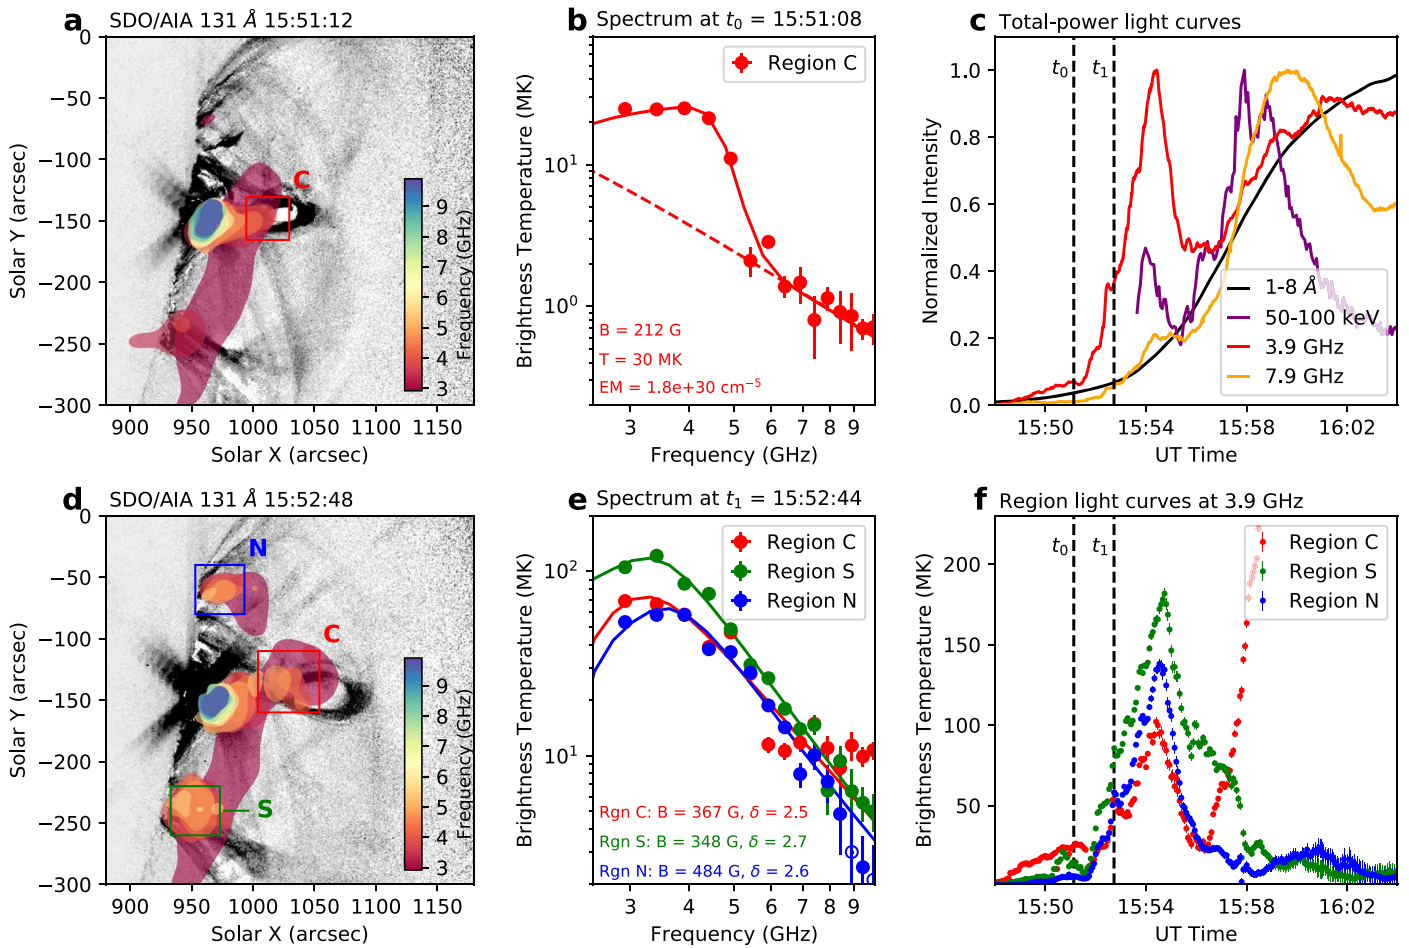 a SDO/AIA 131 Å 15:51:12
0
−50
−100
−150
−200
−250
−300
Solar Y (arcsec)
C
9
8
7
6
5
4
3
Frequency (GHz)
900 950 1000 1050 1100 1150
Solar X (arcsec)
b Spectrum at t₀ = 15:51:08
Region C
10¹
10⁰
Brightness Temperature (MK)
B = 212 G
T = 30 MK
EM = 1.8e+30 cm⁻⁵
3 4 5 6 7 8 9
Frequency (GHz)
c Total-power light curves
t₀ t₁
1.0
0.8
0.6
0.4
0.2
0.0
Normalized Intensity
1-8 Å
50-100 keV
3.9 GHz
7.9 GHz
15:50 15:54 15:58 16:02
UT Time
d SDO/AIA 131 Å 15:52:48
0
−50
−100
−150
−200
−250
−300
Solar Y (arcsec)
N
C
S
9
8
7
6
5
4
3
Frequency (GHz)
900 950 1000 1050 1100 1150
Solar X (arcsec)
e Spectrum at t₁ = 15:52:44
Region C
Region S
Region N
10²
10¹
Brightness Temperature (MK)
Rgn C: B = 367 G, δ = 2.5
Rgn S: B = 348 G, δ = 2.7
Rgn N: B = 484 G, δ = 2.6
3 4 5 6 7 8 9
Frequency (GHz)
f Region light curves at 3.9 GHz
t₀ t₁
Region C
Region S
Region N
200
150
100
50
Brightness Temperature (MK)
15:50 15:54 15:58 16:02
UT Time